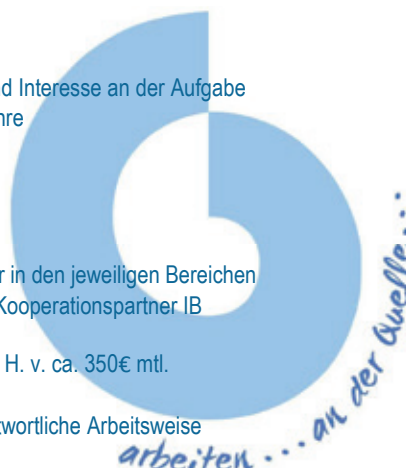 d Interesse an der Aufgabe
hre
r in den jeweiligen Bereichen
Kooperationspartner IB
H. v. ca. 350€ mtl.
twortliche Arbeitsweise
arbeiten... an der Quelle...